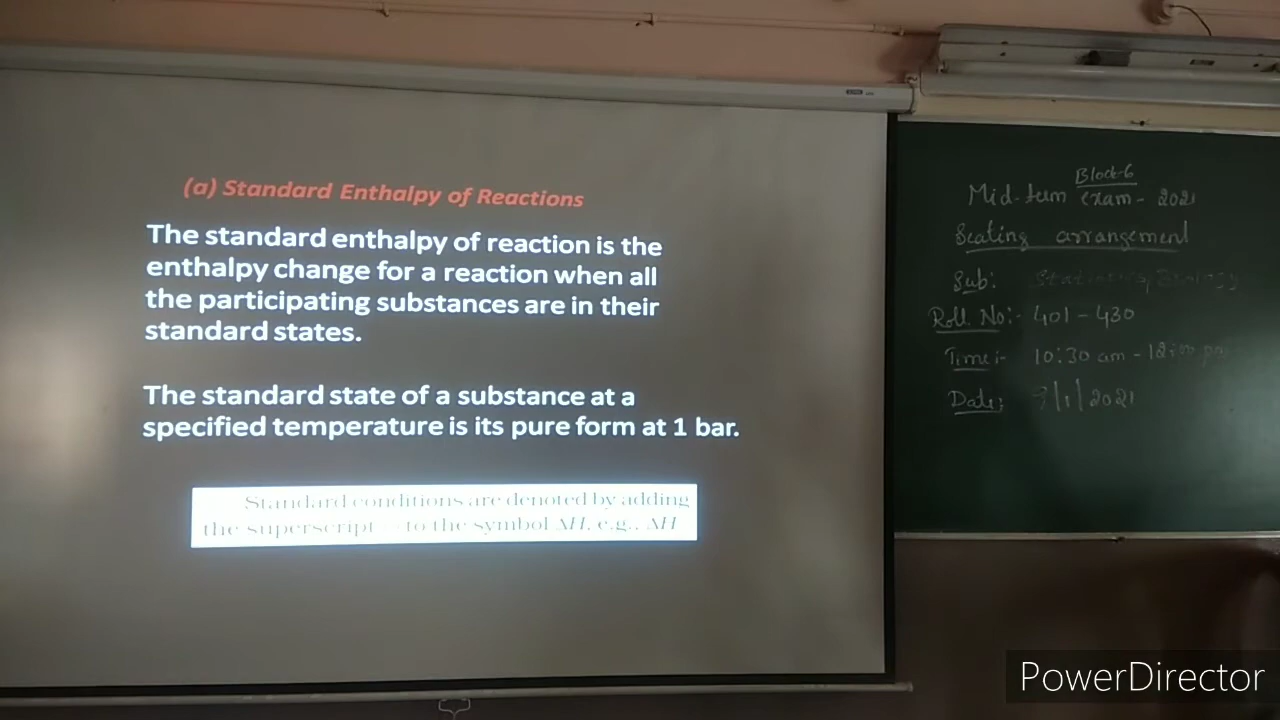 (a) Standard Enthalpy of Reactions
The standard enthalpy of reaction is the
enthalpy change for a reaction when all
the participating substances are in their
standard states.
The standard state of a substance at a
specified temperature is its pure form at 1 bar.
Standard conditions are denoted by adding
the superscript to the symbol ΔH, e.g., ΔH
Block-6
Mid-term exam - 2021
Seating arrangement
Sub:
Roll. No:- 401 - 430
Time:- 10:30 am - 12:00 pm
Date: /1/2021
PowerDirector